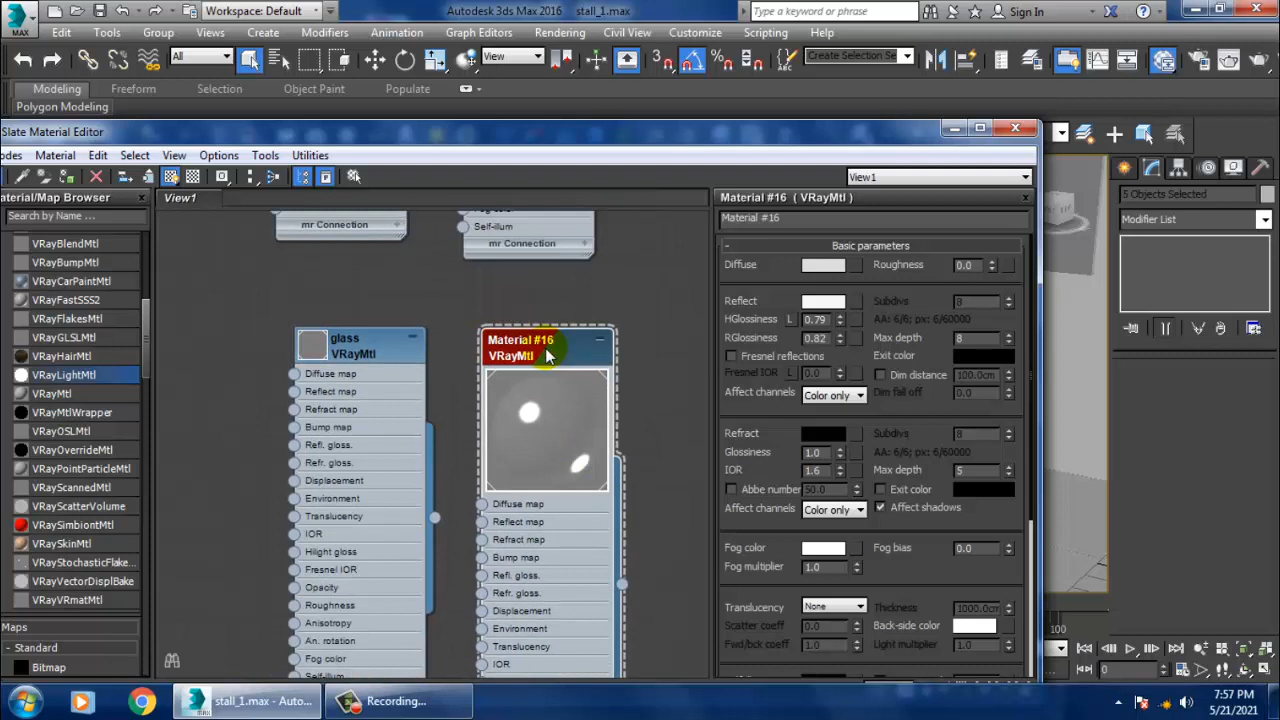 Workspace: Default
Autodesk 3ds Max 2016 stall_1.max
Type a keyword or phrase
Sign In
MAX
Edit Tools Group Views Create Modifiers Animation Graph Editors Rendering Civil View Customize Scripting Help
All
View
Create Selection Se
Modeling Freeform Selection Object Paint Populate
Polygon Modeling
Slate Material Editor
odes Material Edit Select View Options Tools Utilities
View1
aterial/Map Browser
View1
Material #16 ( VRayMtl )
Search by Name ...
Material #16
5 Objects Selected
Modifier List
VRayBlendMtl
VRayBumpMtl
VRayCarPaintMtl
VRayFastSSS2
VRayFlakesMtl
VRayGLSLMtl
VRayHairMtl
VRayLightMtl
VRayMtl
VRayMtlWrapper
VRayOSLMtl
VRayOverrideMtl
VRayPointParticleMtl
VRayScannedMtl
VRayScatterVolume
VRaySimbiontMtl
VRaySkinMtl
VRayStochasticFlake...
VRayVectorDisplBake
VRayVRmatMtl
Maps
- Standard
Bitmap
mr Connection
Self-illum
mr Connection
glass
VRayMtl
Diffuse map
Reflect map
Refract map
Bump map
Refl. gloss.
Refr. gloss.
Displacement
Environment
Translucency
IOR
Hilight gloss
Fresnel IOR
Opacity
Roughness
Anisotropy
An. rotation
Fog color
Material #16
VRayMtl
Diffuse map
Reflect map
Refract map
Bump map
Refl. gloss.
Refr. gloss.
Displacement
Environment
Translucency
IOR
Basic parameters
Diffuse Roughness 0.0
Reflect Subdivs 8
HGlossiness L 0.79 AA: 6/6; px: 6/60000
RGlossiness 0.82 Max depth 8
Fresnel reflections Exit color
Fresnel IOR L 0.0 Dim distance 100.0cm
Affect channels Color only Dim fall off 0.0
Refract Subdivs 8
Glossiness 1.0 AA: 6/6; px: 6/60000
IOR 1.6 Max depth 5
Abbe number 50.0 Exit color
Affect channels Color only Affect shadows
Fog color Fog bias 0.0
Fog multiplier 1.0
Translucency None Thickness 1000.0cm
Scatter coeff 0.0 Back-side color
Fwd/bck coeff 1.0 Light multiplier 1.0
100
0
stall_1.max - Auto...
Recording...
7:57 PM
5/21/2021